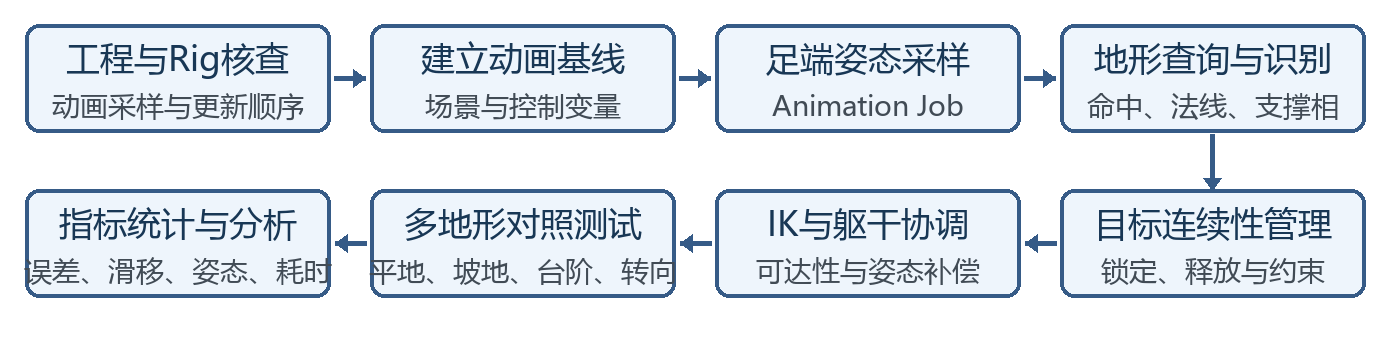 工程与Rig核查
动画采样与更新顺序
建立动画基线
场景与控制变量
足端姿态采样
Animation Job
地形查询与识别
命中、法线、支撑相
目标连续性管理
锁定、释放与约束
IK与躯干协调
可达性与姿态补偿
多地形对照测试
平地、坡地、台阶、转向
指标统计与分析
误差、滑移、姿态、耗时